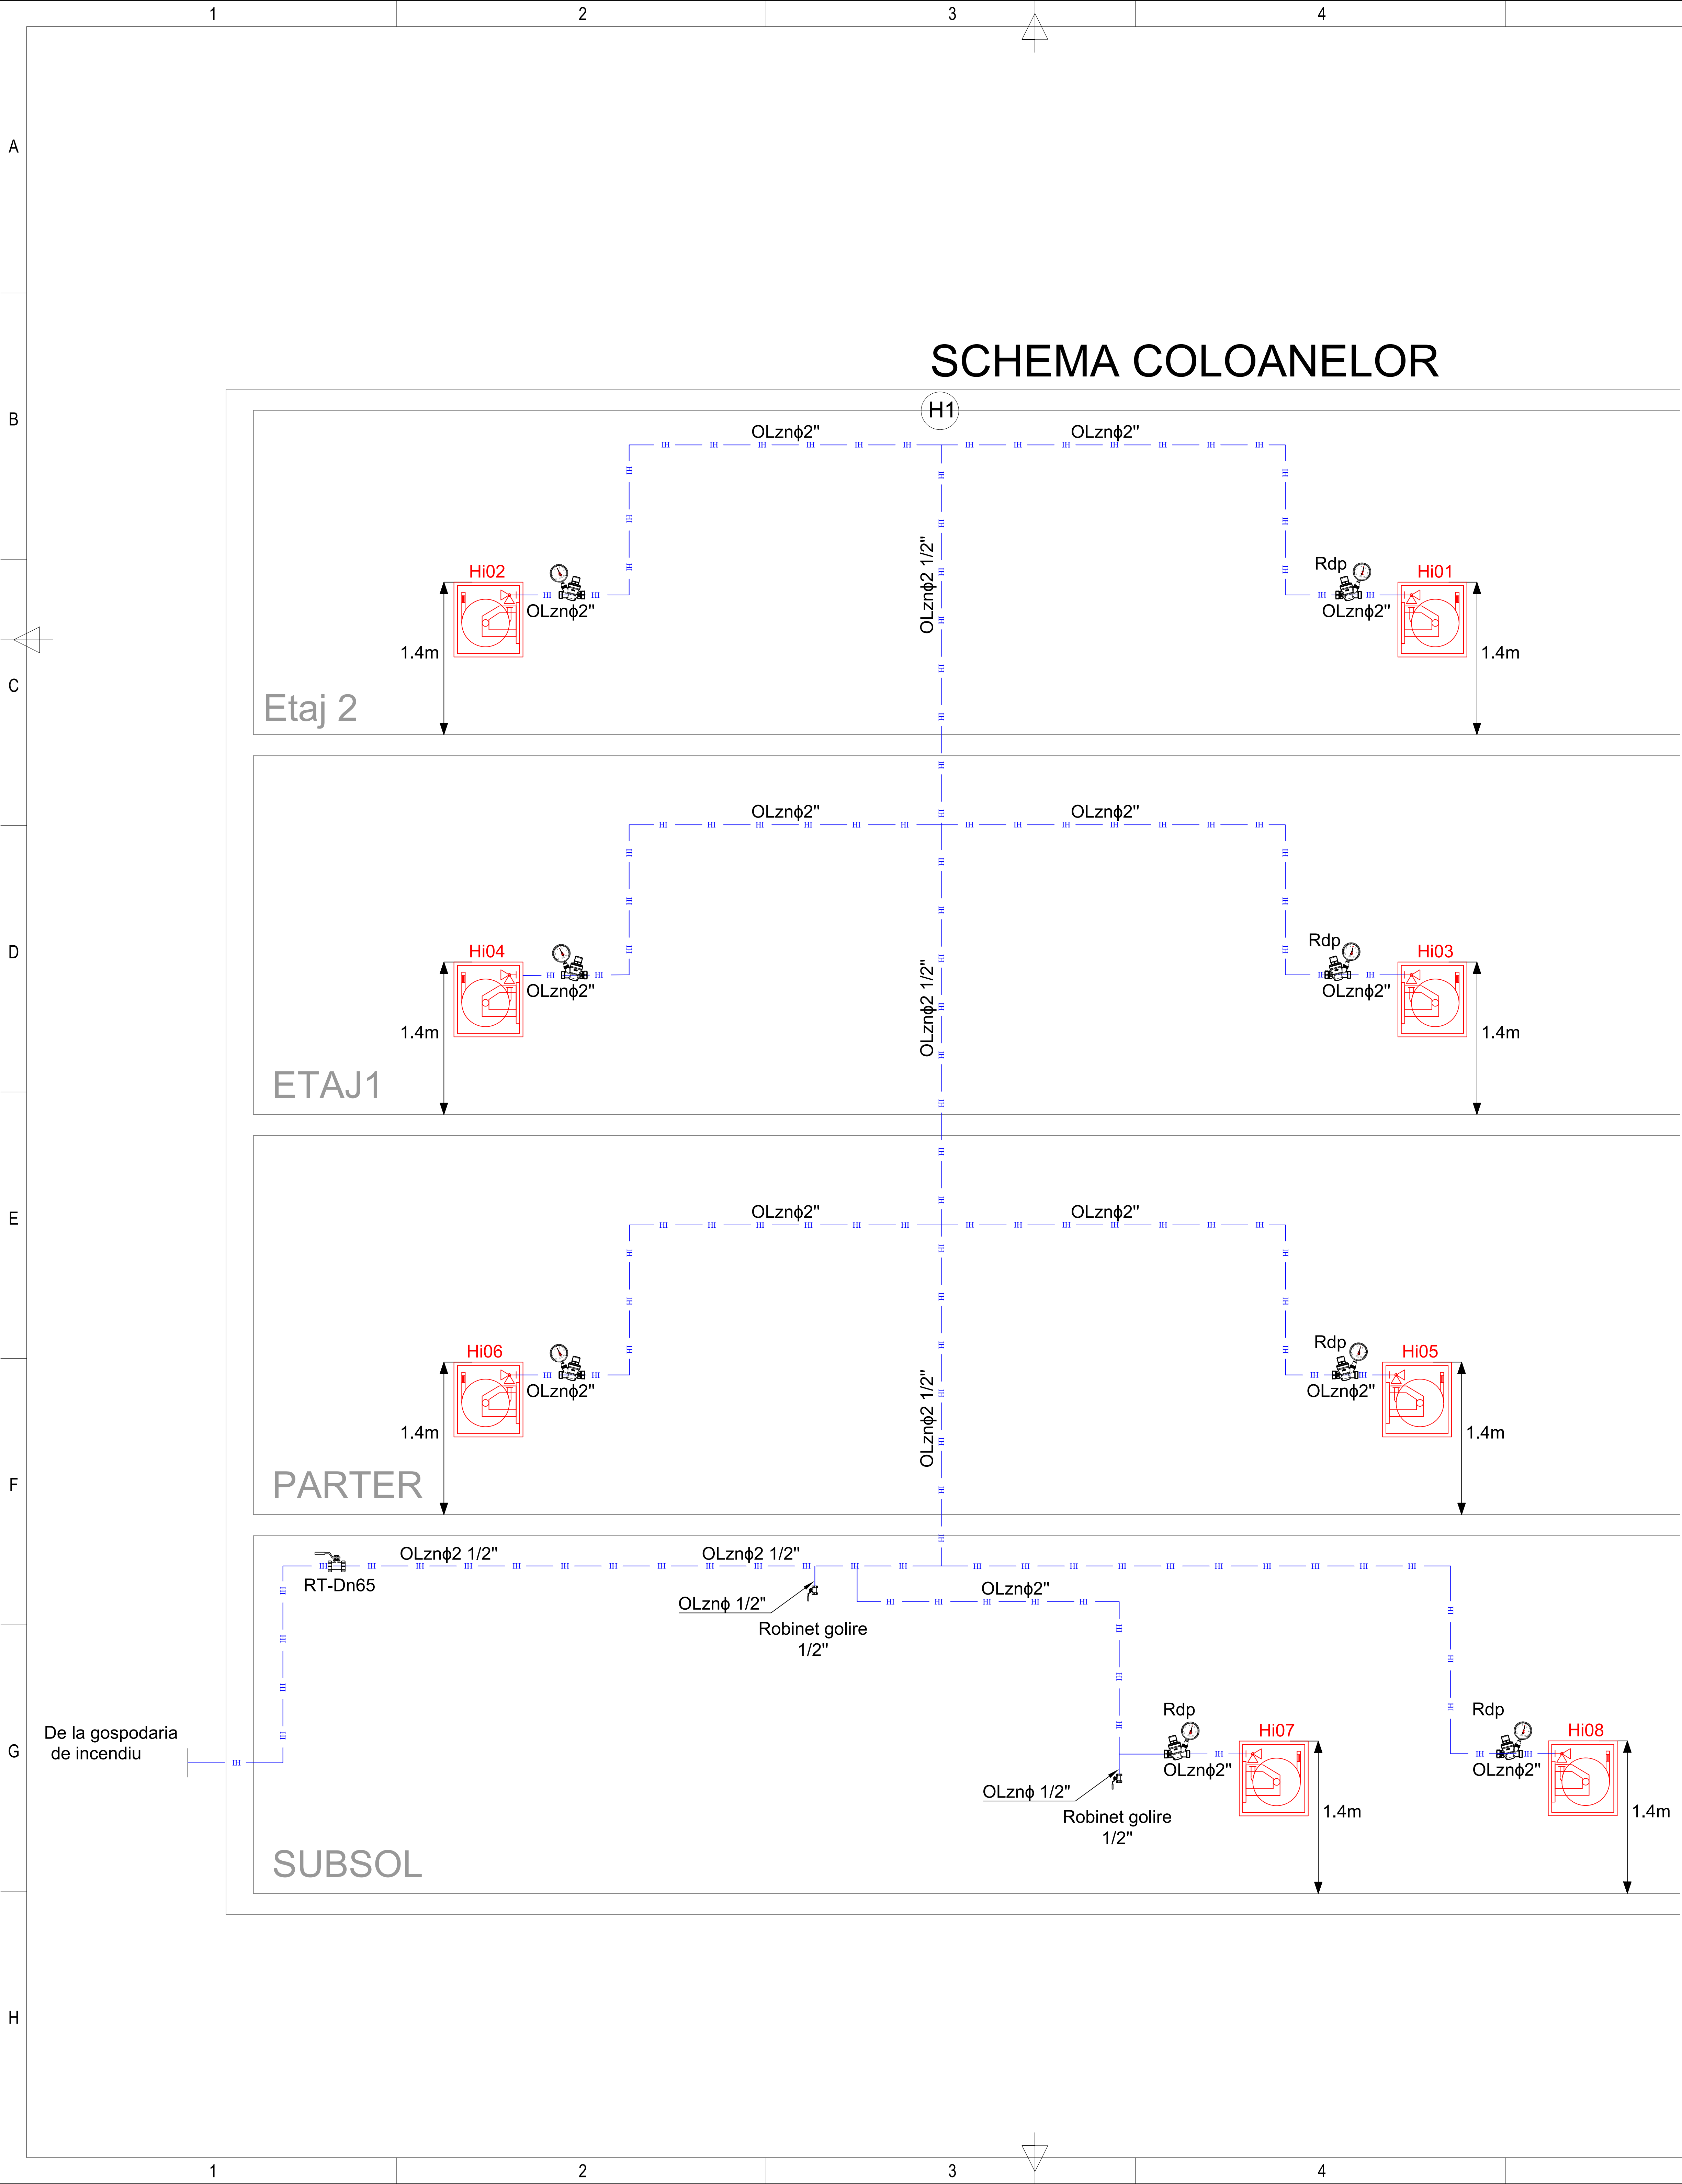 1 2 3 4
A
SCHEMA COLOANELOR
B
H1
OLznϕ2" OLznϕ2"
OLznϕ2 1/2"
Hi02 Rdp Hi01
OLznϕ2" OLznϕ2"
1.4m 1.4m
C
Etaj 2
OLznϕ2" OLznϕ2"
D
Hi04 Rdp Hi03
OLznϕ2" OLznϕ2"
OLznϕ2 1/2"
1.4m 1.4m
ETAJ1
E
OLznϕ2" OLznϕ2"
Hi06 Rdp Hi05
OLznϕ2" OLznϕ2"
OLznϕ2 1/2"
1.4m 1.4m
F
PARTER
OLznϕ2 1/2" OLznϕ2 1/2"
RT-Dn65
OLznϕ2"
OLznϕ 1/2"
Robinet golire
1/2"
De la gospodaria
de incendiu
G
Rdp Rdp
Hi07 Hi08
OLznϕ2" OLznϕ2"
OLznϕ 1/2"
Robinet golire
1/2"
1.4m 1.4m
SUBSOL
H
1 2 3 4